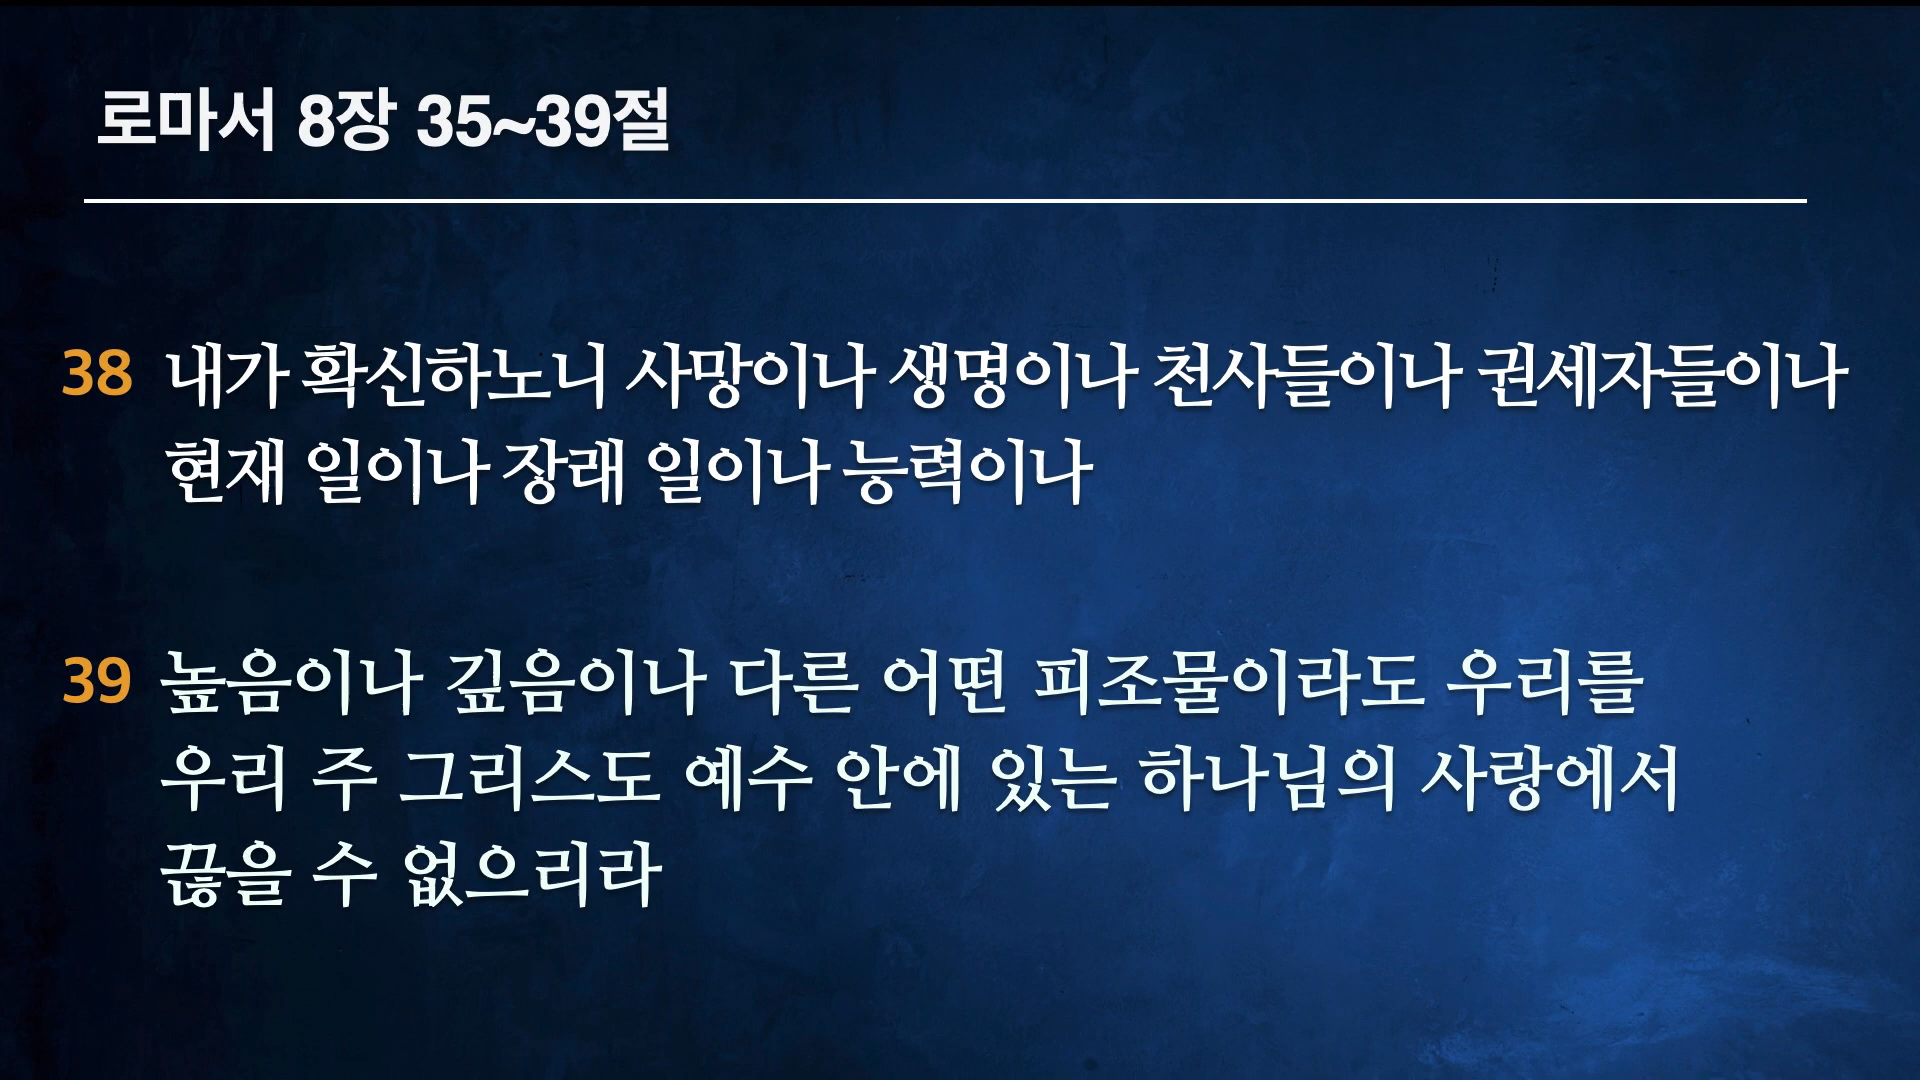 로마서 8장 35~39절
38 내가 확신하노니 사망이나 생명이나 천사들이나 권세자들이나
현재 일이나 장래 일이나 능력이나
39 높음이나 깊음이나 다른 어떤 피조물이라도 우리를
우리 주 그리스도 예수 안에 있는 하나님의 사랑에서
끊을 수 없으리라